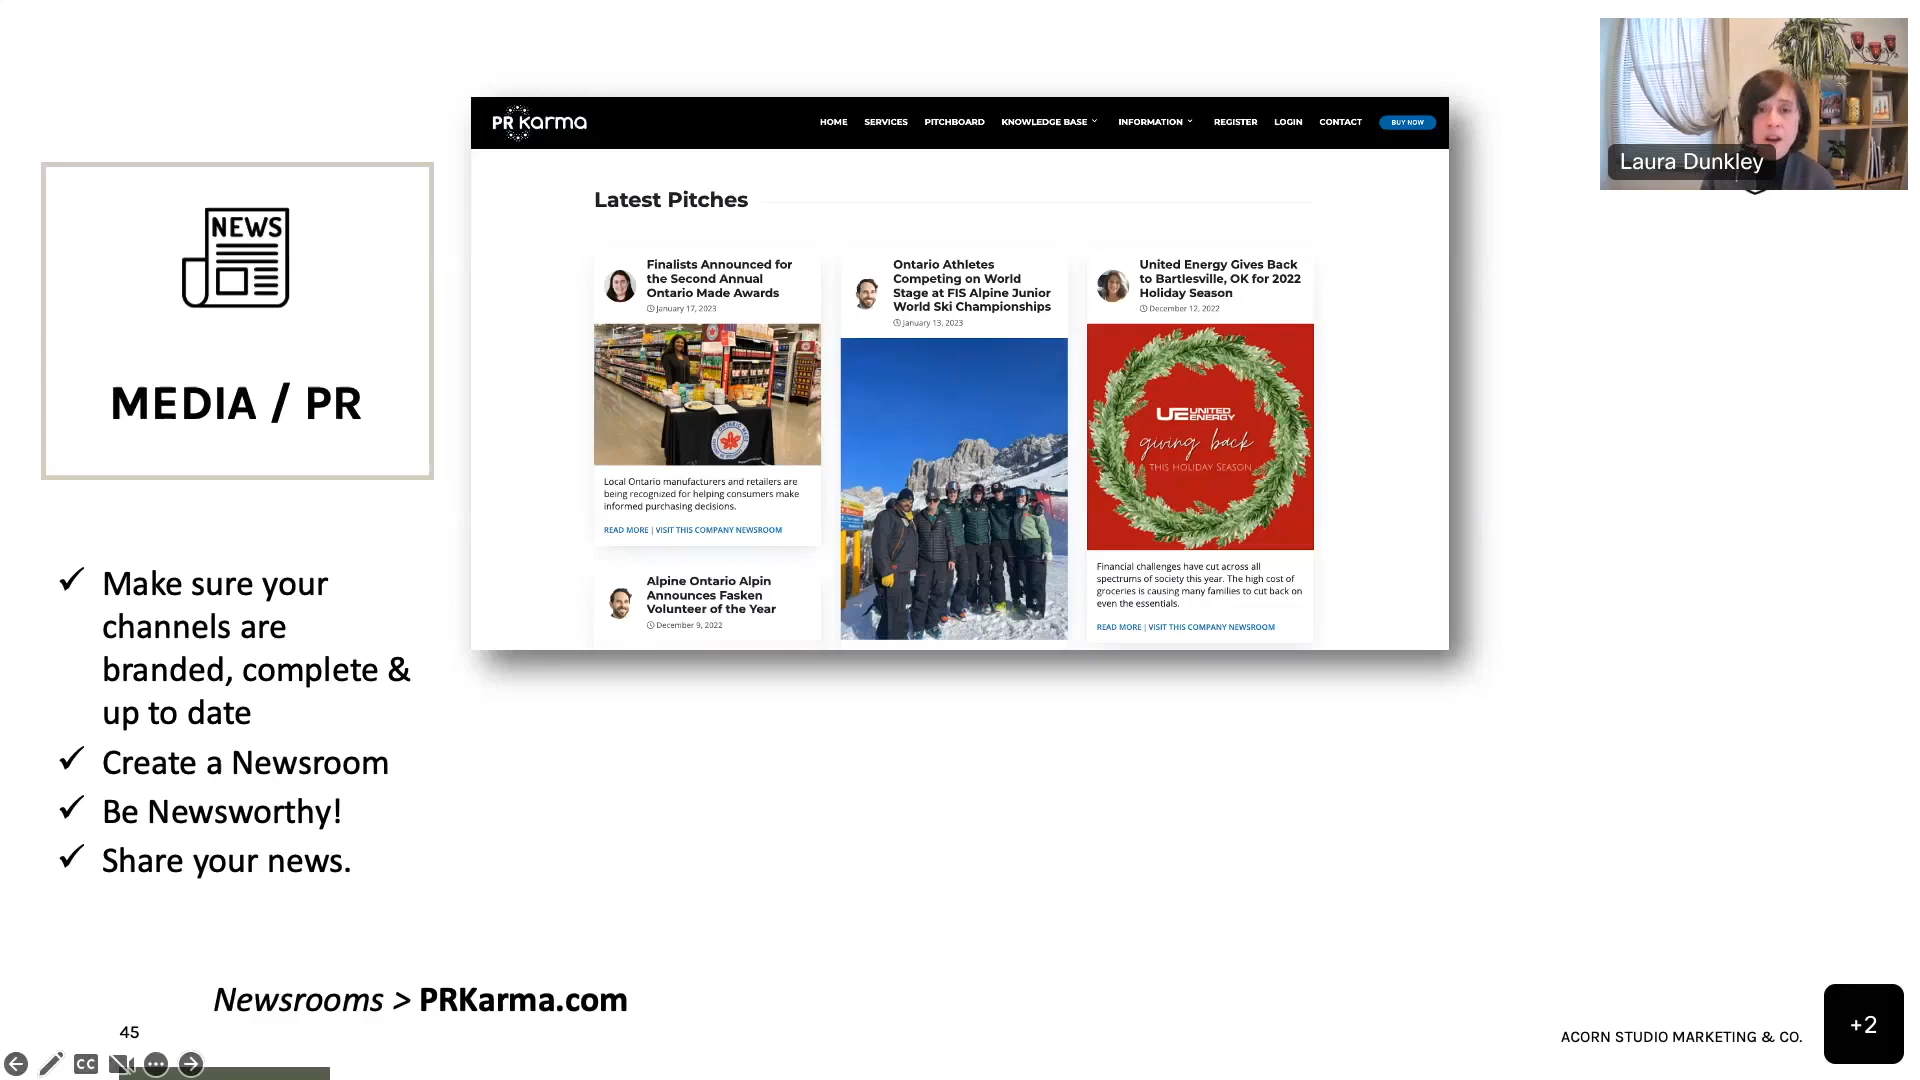 NEWS
MEDIA / PR
✓ Make sure your
channels are
branded, complete &
up to date
✓ Create a Newsroom
✓ Be Newsworthy!
✓ Share your news.
Newsrooms > PRKarma.com
45
PR Karma
HOME SERVICES PITCHBOARD KNOWLEDGE BASE INFORMATION REGISTER LOGIN CONTACT BUY NOW
Latest Pitches
Finalists Announced for
the Second Annual
Ontario Made Awards
January 17, 2023
Local Ontario manufacturers and retailers are
being recognized for helping consumers make
informed purchasing decisions.
READ MORE | VISIT THIS COMPANY NEWSROOM
Alpine Ontario Alpin
Announces Fasken
Volunteer of the Year
December 9, 2022
Ontario Athletes
Competing on World
Stage at FIS Alpine Junior
World Ski Championships
January 13, 2023
United Energy Gives Back
to Bartlesville, OK for 2022
Holiday Season
December 12, 2022
UE UNITED
ENERGY
giving back
THIS HOLIDAY SEASON
Financial challenges have cut across all
spectrums of society this year. The high cost of
groceries is causing many families to cut back on
even the essentials.
READ MORE | VISIT THIS COMPANY NEWSROOM
Laura Dunkley
ACORN STUDIO MARKETING & CO.
+2
CC